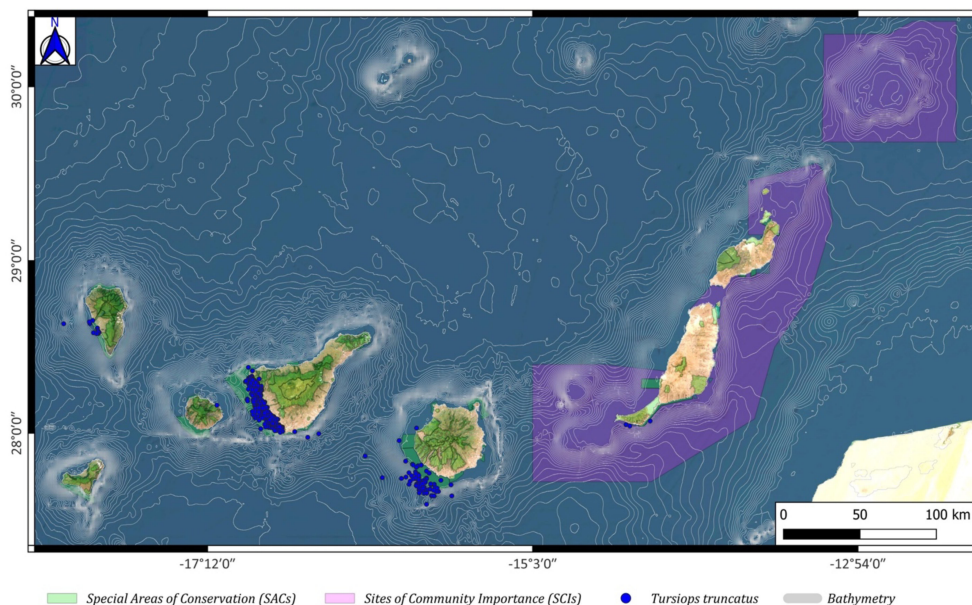 N
30°0'0"
29°0'0"
28°0'0"
0 50 100 km
-17°12'0" -15°3'0" -12°54'0"
Special Areas of Conservation (SACs) Sites of Community Importance (SCIs) Tursiops truncatus Bathymetry